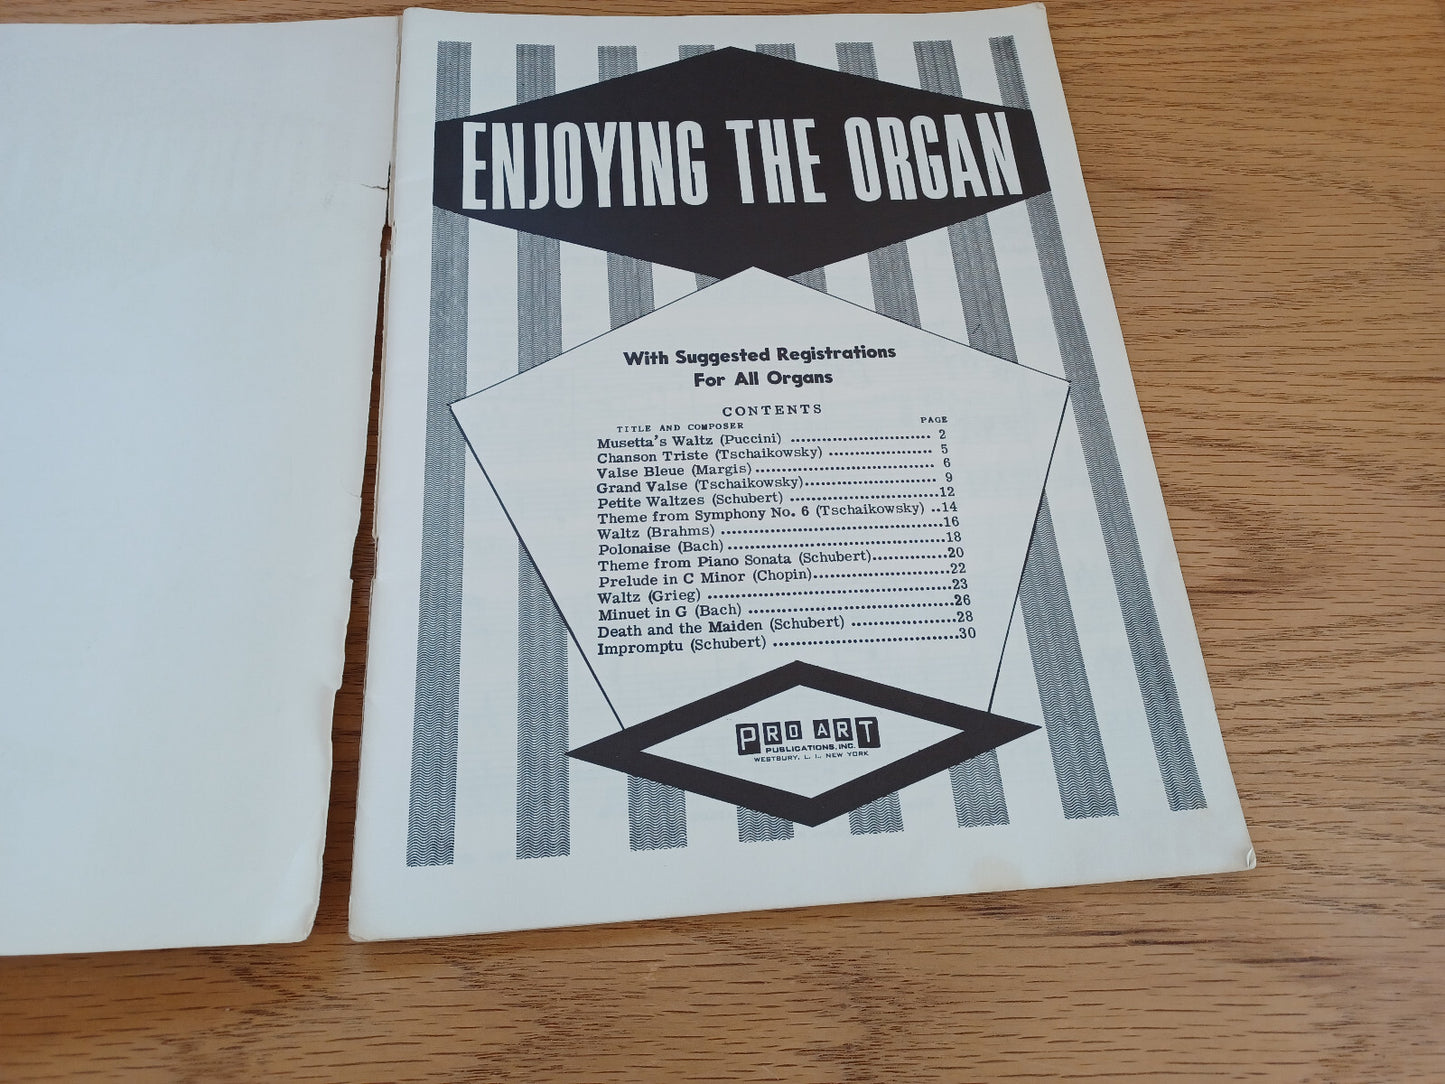 ENJOYING THE ORGAN
With Suggested Registrations
For All Organs
CONTENTS
TITLE AND COMPOSER PAGE
Musetta's Waltz (Puccini) ............................ 2
Chanson Triste (Tschaikowsky) ..................... 5
Valse Bleue (Margis).................................... 6
Grand Valse (Tschaikowsky).......................... 9
Petite Waltzes (Schubert) ..............................12
Theme from Symphony No. 6 (Tschaikowsky) ..14
Waltz (Brahms) ...........................................16
Polonaise (Bach)..........................................18
Theme from Piano Sonata (Schubert)...............20
Prelude in C Minor (Chopin)...........................22
Waltz (Grieg) ..............................................23
Minuet in G (Bach) .......................................26
Death and the Maiden (Schubert) .....................28
Impromptu (Schubert) ...................................30
PRO ART
PUBLICATIONS, INC.
WESTBURY, L. I., NEW YORK